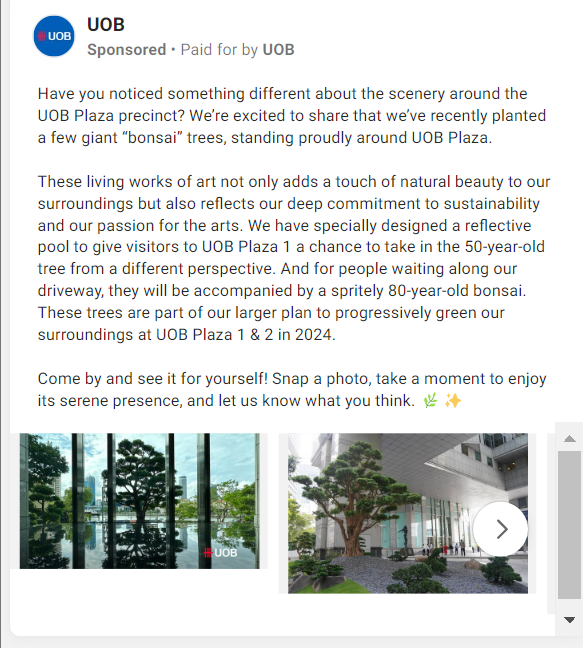 UOB
UOB
Sponsored • Paid for by UOB
Have you noticed something different about the scenery around the
UOB Plaza precinct? We’re excited to share that we’ve recently planted
a few giant “bonsai” trees, standing proudly around UOB Plaza.
These living works of art not only adds a touch of natural beauty to our
surroundings but also reflects our deep commitment to sustainability
and our passion for the arts. We have specially designed a reflective
pool to give visitors to UOB Plaza 1 a chance to take in the 50-year-old
tree from a different perspective. And for people waiting along our
driveway, they will be accompanied by a spritely 80-year-old bonsai.
These trees are part of our larger plan to progressively green our
surroundings at UOB Plaza 1 & 2 in 2024.
Come by and see it for yourself! Snap a photo, take a moment to enjoy
its serene presence, and let us know what you think. 🌿 ✨
UOB